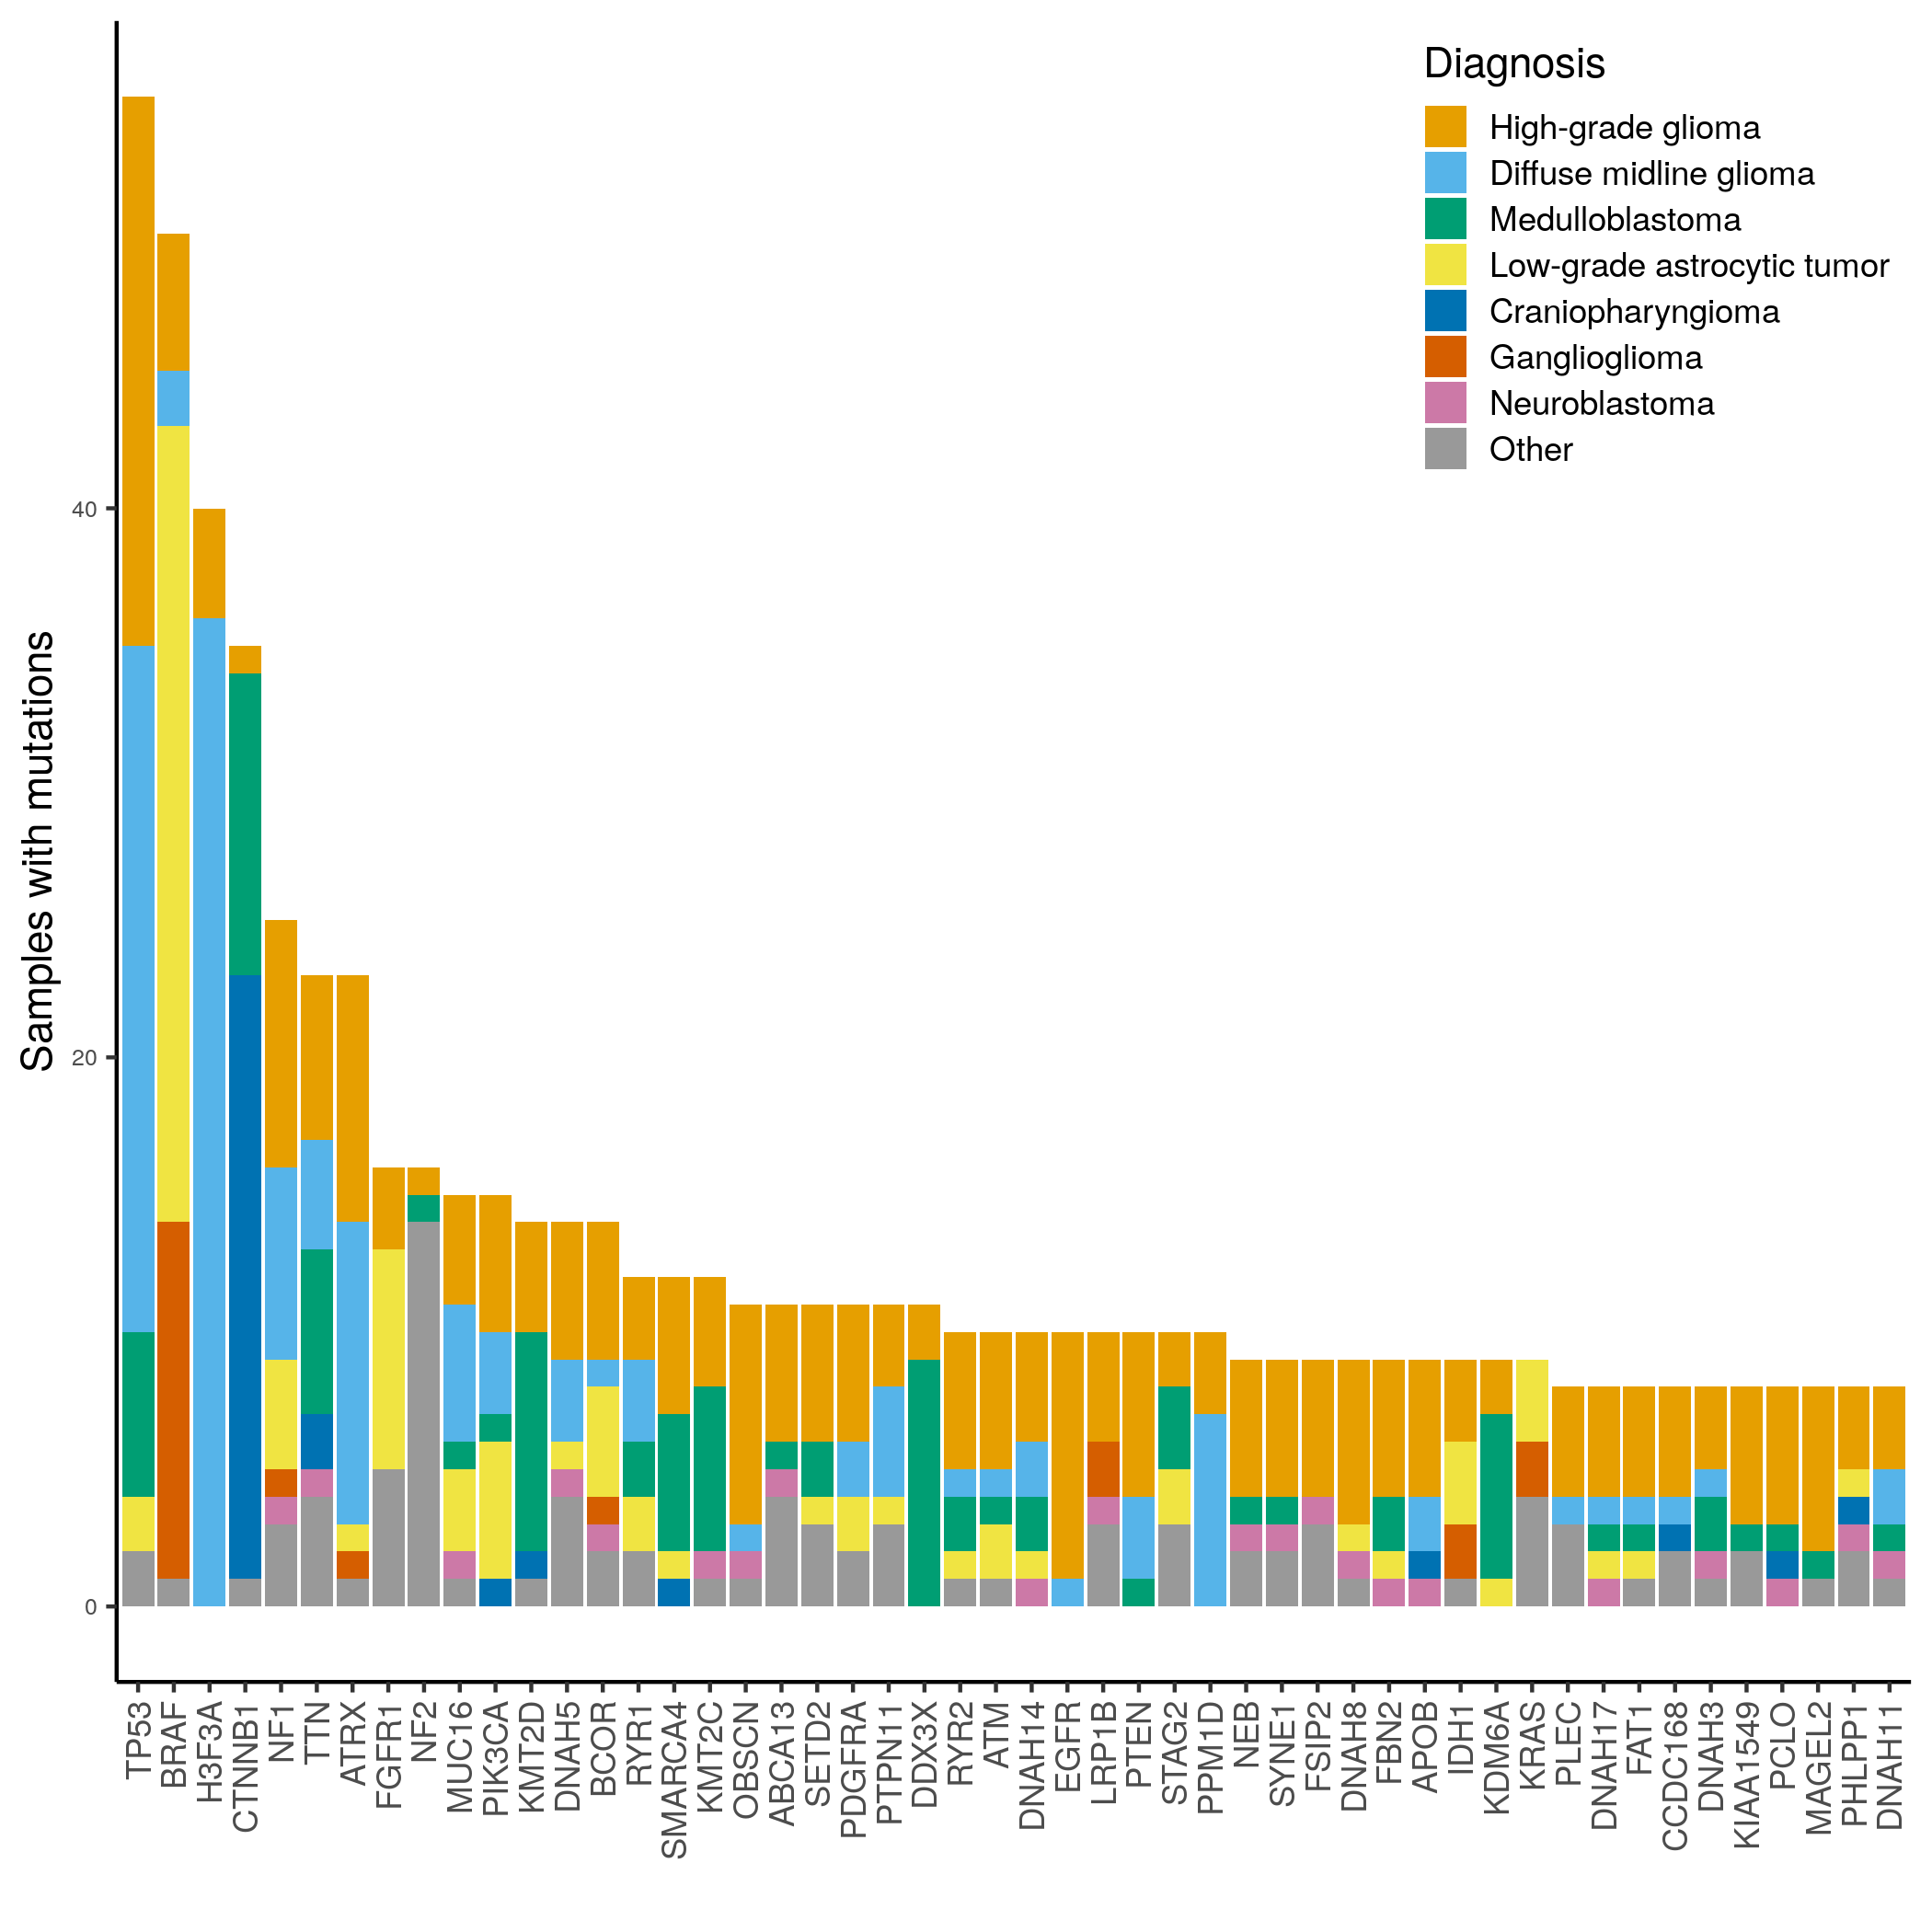 Diagnosis
High-grade glioma
Diffuse midline glioma
Medulloblastoma
Low-grade astrocytic tumor
Craniopharyngioma
Ganglioglioma
Neuroblastoma
Other
Samples with mutations
40
20
0
TP53
BRAF
H3F3A
CTNNB1
NF1
TTN
ATRX
FGFR1
NF2
MUC16
PIK3CA
KMT2D
DNAH5
BCOR
RYR1
SMARCA4
KMT2C
OBSCN
ABCA13
SETD2
PDGFRA
PTPN11
DDX3X
RYR2
ATM
DNAH14
EGFR
LRP1B
PTEN
STAG2
PPM1D
NEB
SYNE1
FSIP2
DNAH8
FBN2
APOB
IDH1
KDM6A
KRAS
PLEC
DNAH17
FAT1
CCDC168
DNAH3
KIAA1549
PCLO
MAGEL2
PHLPP1
DNAH11